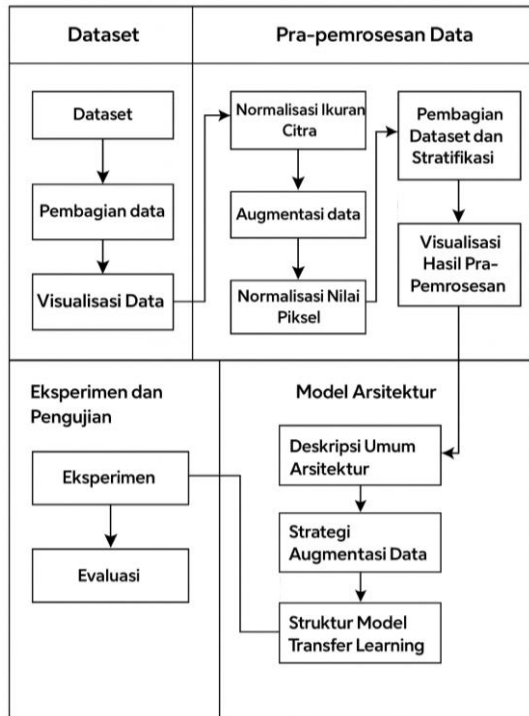 Dataset
Pra-pemrosesan Data
Dataset
Pembagian data
Visualisasi Data
Normalisasi Ikuran
Citra
Augmentasi data
Normalisasi Nilai
Piksel
Pembagian
Dataset dan
Stratifikasi
Visualisasi
Hasil Pra-
Pemrosesan
Eksperimen dan
Pengujian
Eksperimen
Evaluasi
Model Arsitektur
Deskripsi Umum
Arsitektur
Strategi
Augmentasi Data
Struktur Model
Transfer Learning